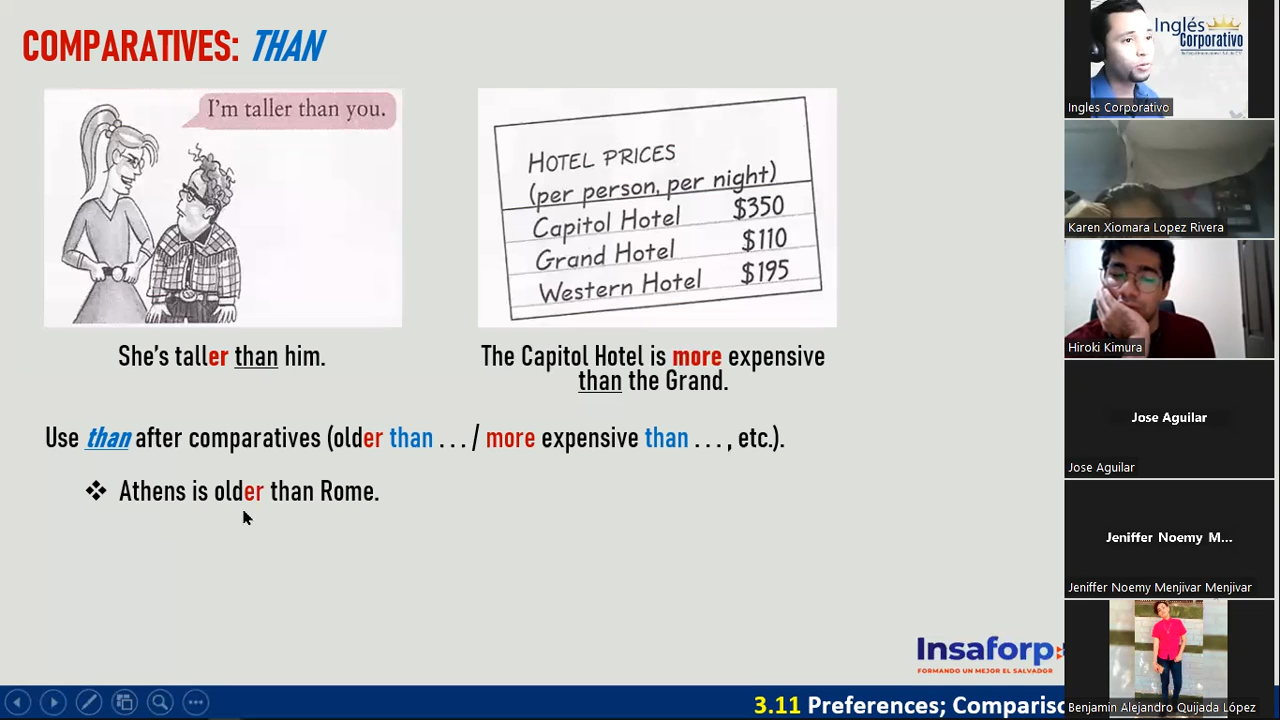 COMPARATIVES: THAN
I'm taller than you.
She's taller than him.
HOTEL PRICES
(per person, per night)
Capitol Hotel $350
Grand Hotel $110
Western Hotel $195
The Capitol Hotel is more expensive
than the Grand.
Use than after comparatives (older than . . . / more expensive than . . . , etc.).
❖ Athens is older than Rome.
Insaforp
FORMANDO UN MEJOR EL SALVADOR
3.11 Preferences; Compariso
Inglés
Corporativo
Ingles Corporativo
Karen Xiomara Lopez Rivera
Hiroki Kimura
Jose Aguilar
Jose Aguilar
Jeniffer Noemy M...
Jeniffer Noemy Menjivar Menjivar
Benjamin Alejandro Quijada López